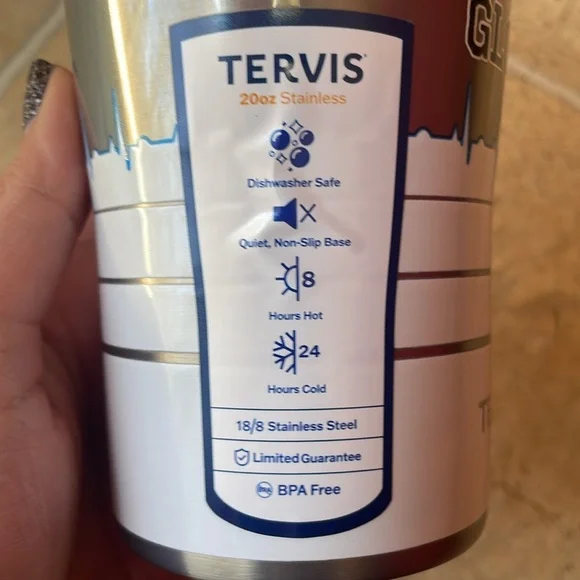 TERVIS
20oz Stainless
Dishwasher Safe
Quiet, Non-Slip Base
8
Hours Hot
24
Hours Cold
18/8 Stainless Steel
Limited Guarantee
BPA Free